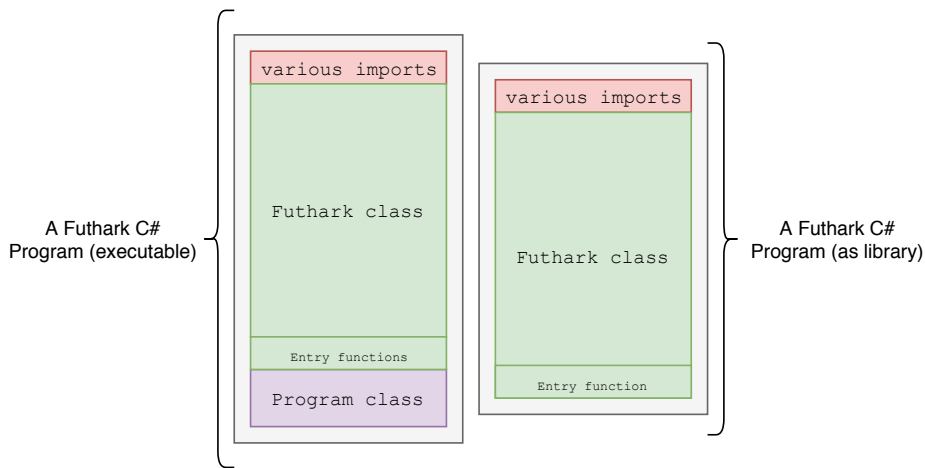 A Futhark C#
Program (executable)
various imports
Futhark class
Entry functions
Program class
various imports
Futhark class
Entry function
A Futhark C#
Program (as library)